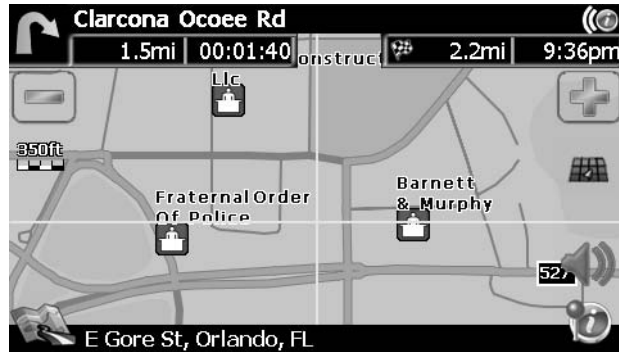 Clarcona Ocoee Rd
1.5mi 00:01:40 2.2mi 9:36pm
onstruct
Llc
350ft
Fraternal Order
Of Police
Barnett
& Murphy
527
E Gore St, Orlando, FL